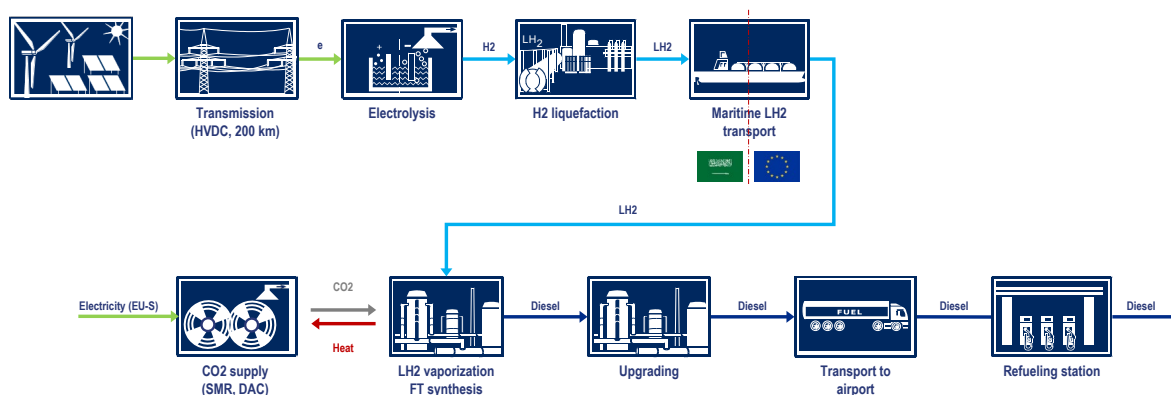 e
H2
LH2
LH2
Transmission
(HVDC, 200 km)
Electrolysis
H2 liquefaction
Maritime LH2
transport
LH2
Electricity (EU-S)
CO2
Heat
Diesel
Diesel
FUEL
Diesel
Diesel
CO2 supply
(SMR, DAC)
LH2 vaporization
FT synthesis
Upgrading
Transport to
airport
Refueling station